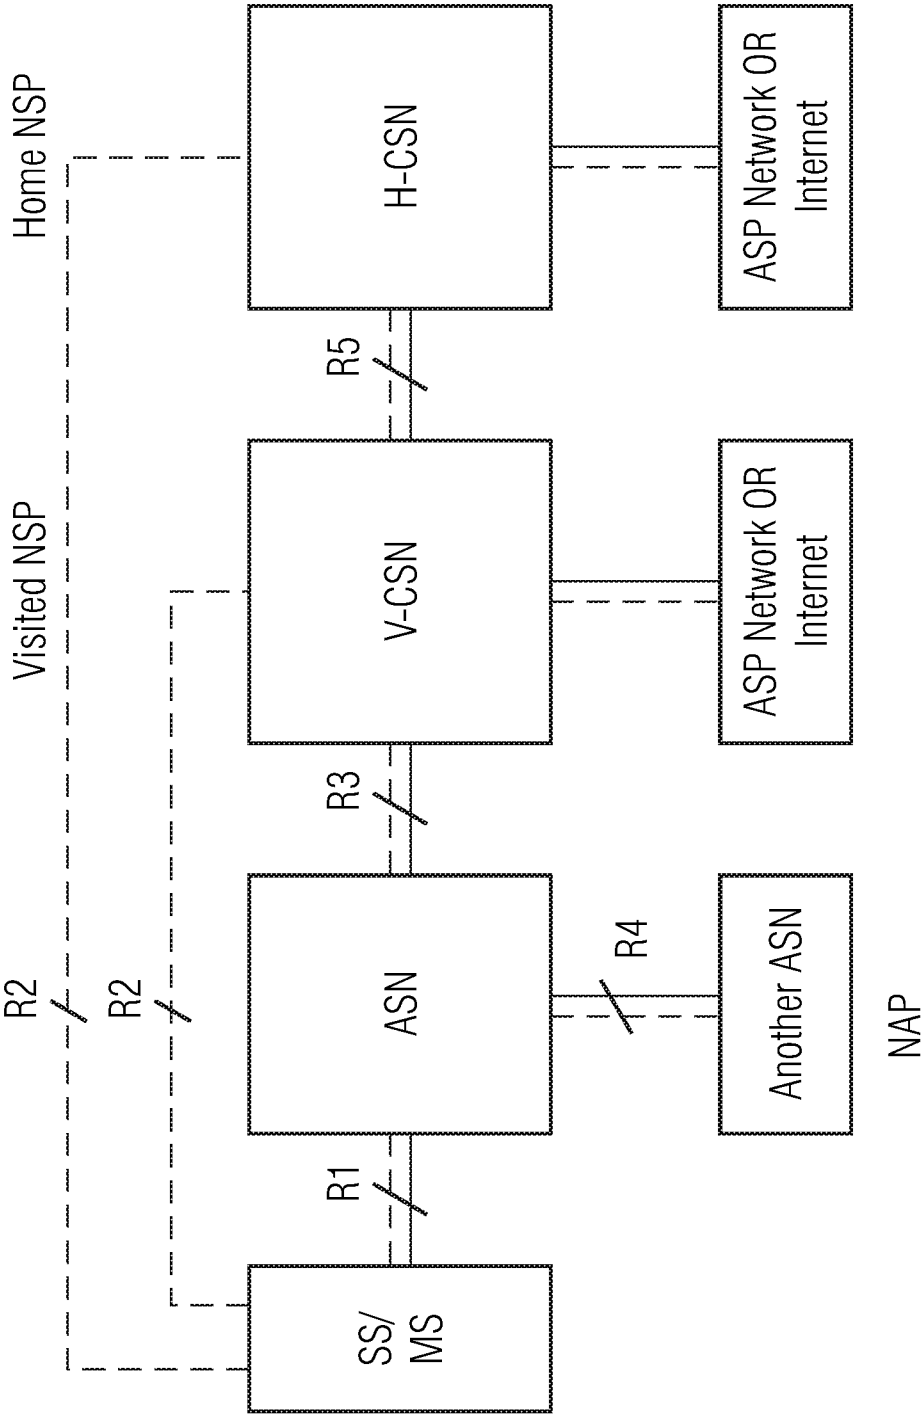 R2
Visited NSP
Home NSP
R2
SS/
MS
R1
ASN
R3
V-CSN
R5
H-CSN
R4
Another ASN
ASP Network OR
Internet
ASP Network OR
Internet
NAP